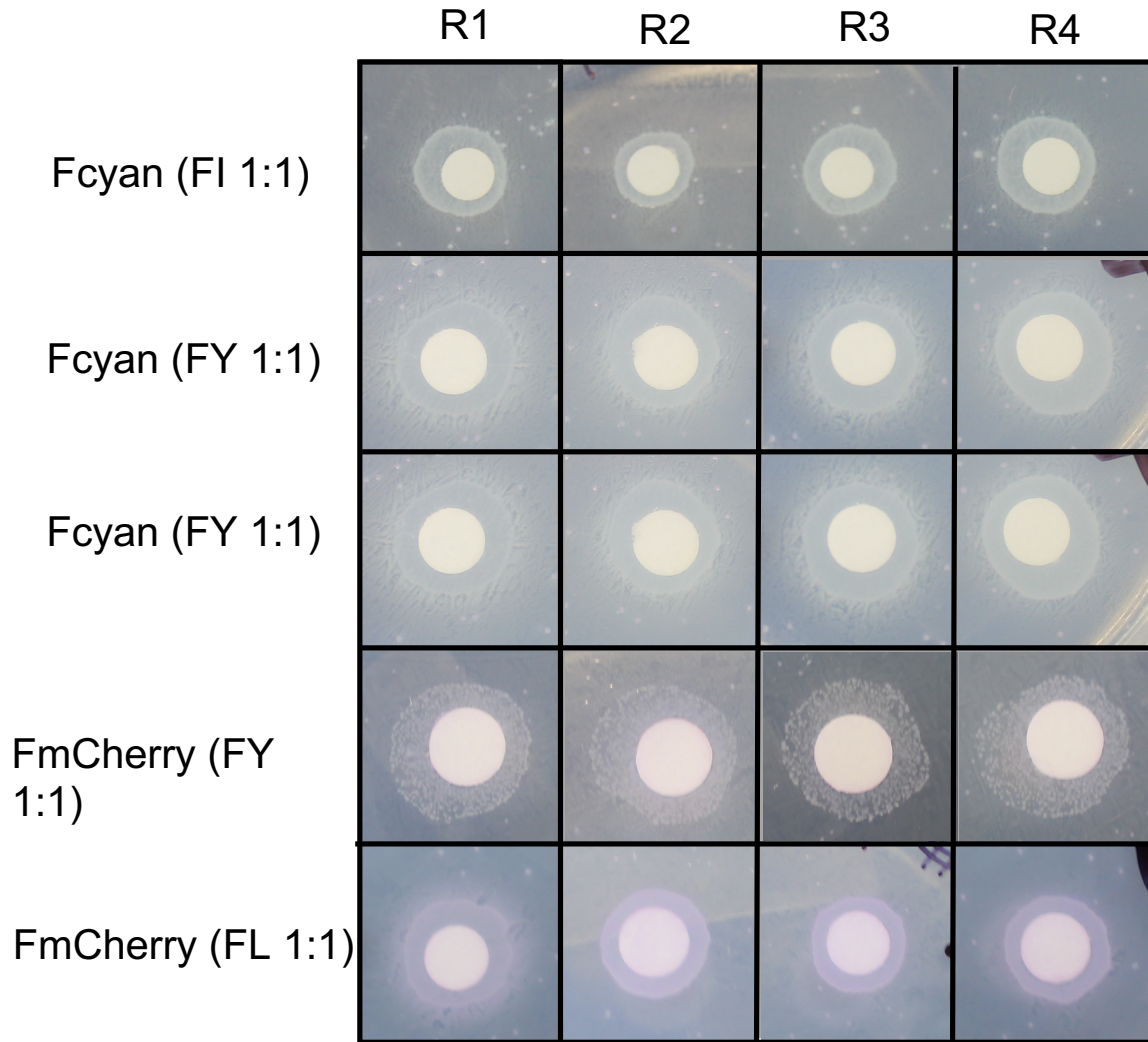 R1 R2 R3 R4
Fcyan (FI 1:1)
Fcyan (FY 1:1)
Fcyan (FY 1:1)
FmCherry (FY
1:1)
FmCherry (FL 1:1)